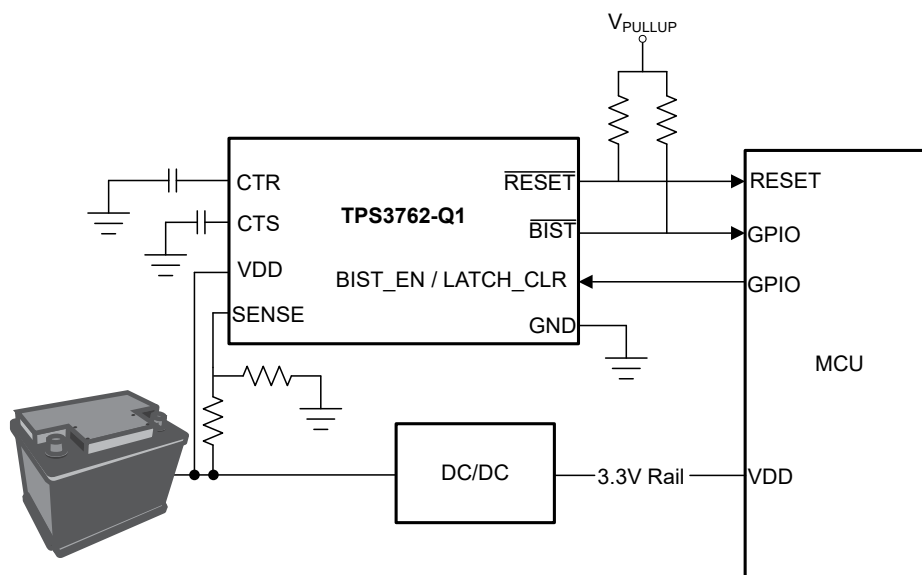 VPULLUP
CTR
RESET
RESET
CTS
TPS3762-Q1
BIST
GPIO
VDD
BIST_EN / LATCH_CLR
GPIO
SENSE
GND
MCU
DC/DC
3.3V Rail
VDD